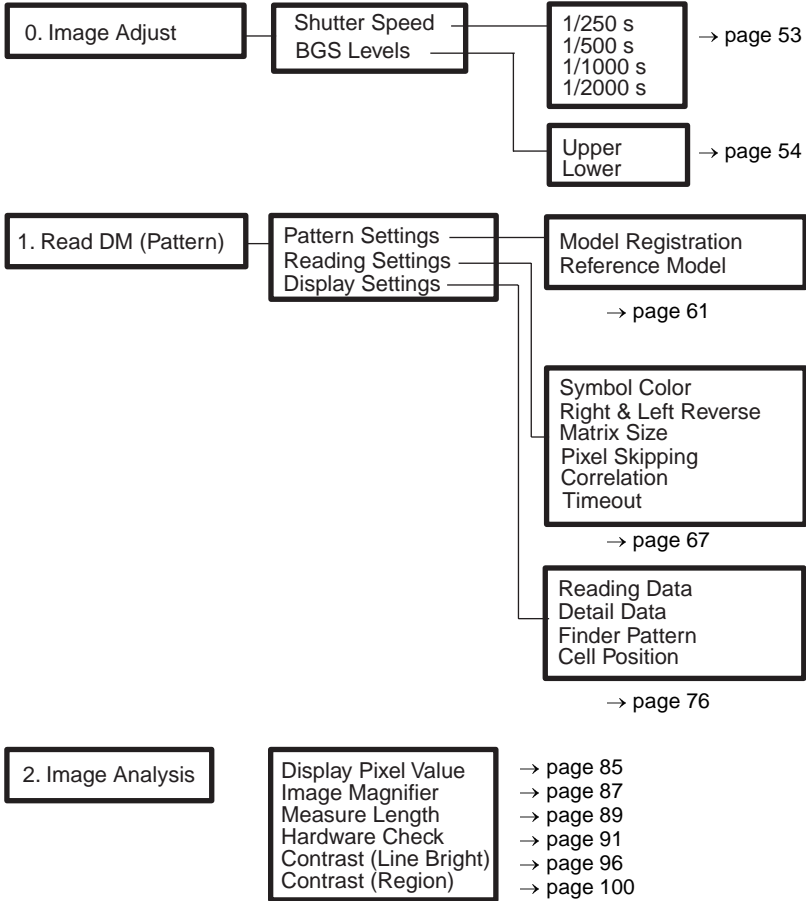 0. Image Adjust
Shutter Speed
BGS Levels
1/250 s
1/500 s
1/1000 s
1/2000 s
→ page 53
Upper
Lower
→ page 54
1. Read DM (Pattern)
Pattern Settings
Reading Settings
Display Settings
Model Registration
Reference Model
→ page 61
Symbol Color
Right & Left Reverse
Matrix Size
Pixel Skipping
Correlation
Timeout
→ page 67
Reading Data
Detail Data
Finder Pattern
Cell Position
→ page 76
2. Image Analysis
Display Pixel Value → page 85
Image Magnifier → page 87
Measure Length → page 89
Hardware Check → page 91
Contrast (Line Bright) → page 96
Contrast (Region) → page 100